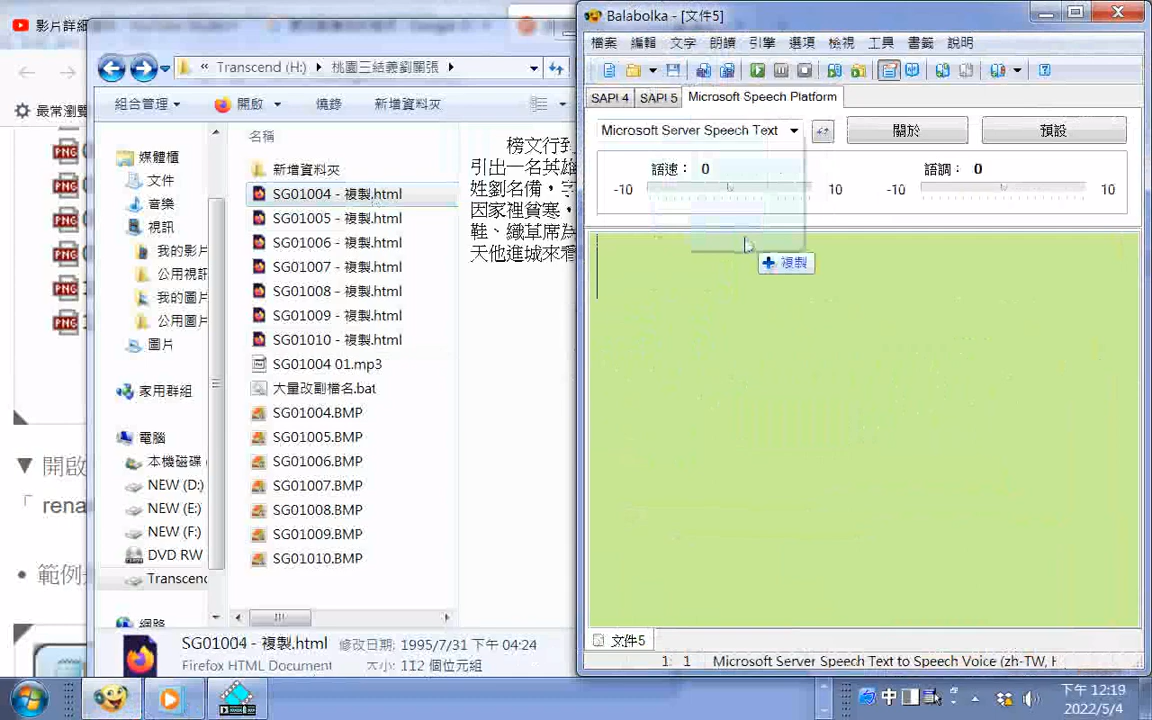 影片詳細
最常瀏覽
▼ 開啟
「 rena
• 範例
Transcend (H:) ▸ 桃園三結義劉關張 ▸
組合管理 ▾
開啟 ▾
燒錄
新增資料夾
名稱
媒體櫃
文件
音樂
視訊
我的影片
公用視訊
我的圖片
公用圖片
圖片
家用群組
電腦
本機磁碟
NEW (D:)
NEW (E:)
NEW (F:)
DVD RW
Transcend
網路
新增資料夾
SG01004 - 複製.html
SG01005 - 複製.html
SG01006 - 複製.html
SG01007 - 複製.html
SG01008 - 複製.html
SG01009 - 複製.html
SG01010 - 複製.html
SG01004 01.mp3
大量改副檔名.bat
SG01004.BMP
SG01005.BMP
SG01006.BMP
SG01007.BMP
SG01008.BMP
SG01009.BMP
SG01010.BMP
榜文行到
引出一名英雄
姓劉名備，字
因家裡貧寒，
鞋、織草席為
天他進城來看
SG01004 - 複製.html 修改日期: 1995/7/31 下午 04:24
Firefox HTML Document 大小: 112 個位元組
Balabolka - [文件5]
檔案 編輯 文字 朗讀 引擎 選項 檢視 工具 書籤 說明
SAPI 4 SAPI 5 Microsoft Speech Platform
Microsoft Server Speech Text
關於
預設
語速： 0
-10 10
語調： 0
-10 10
複製
文件5
1: 1 Microsoft Server Speech Text to Speech Voice (zh-TW, H
中
下午 12:19
2022/5/4